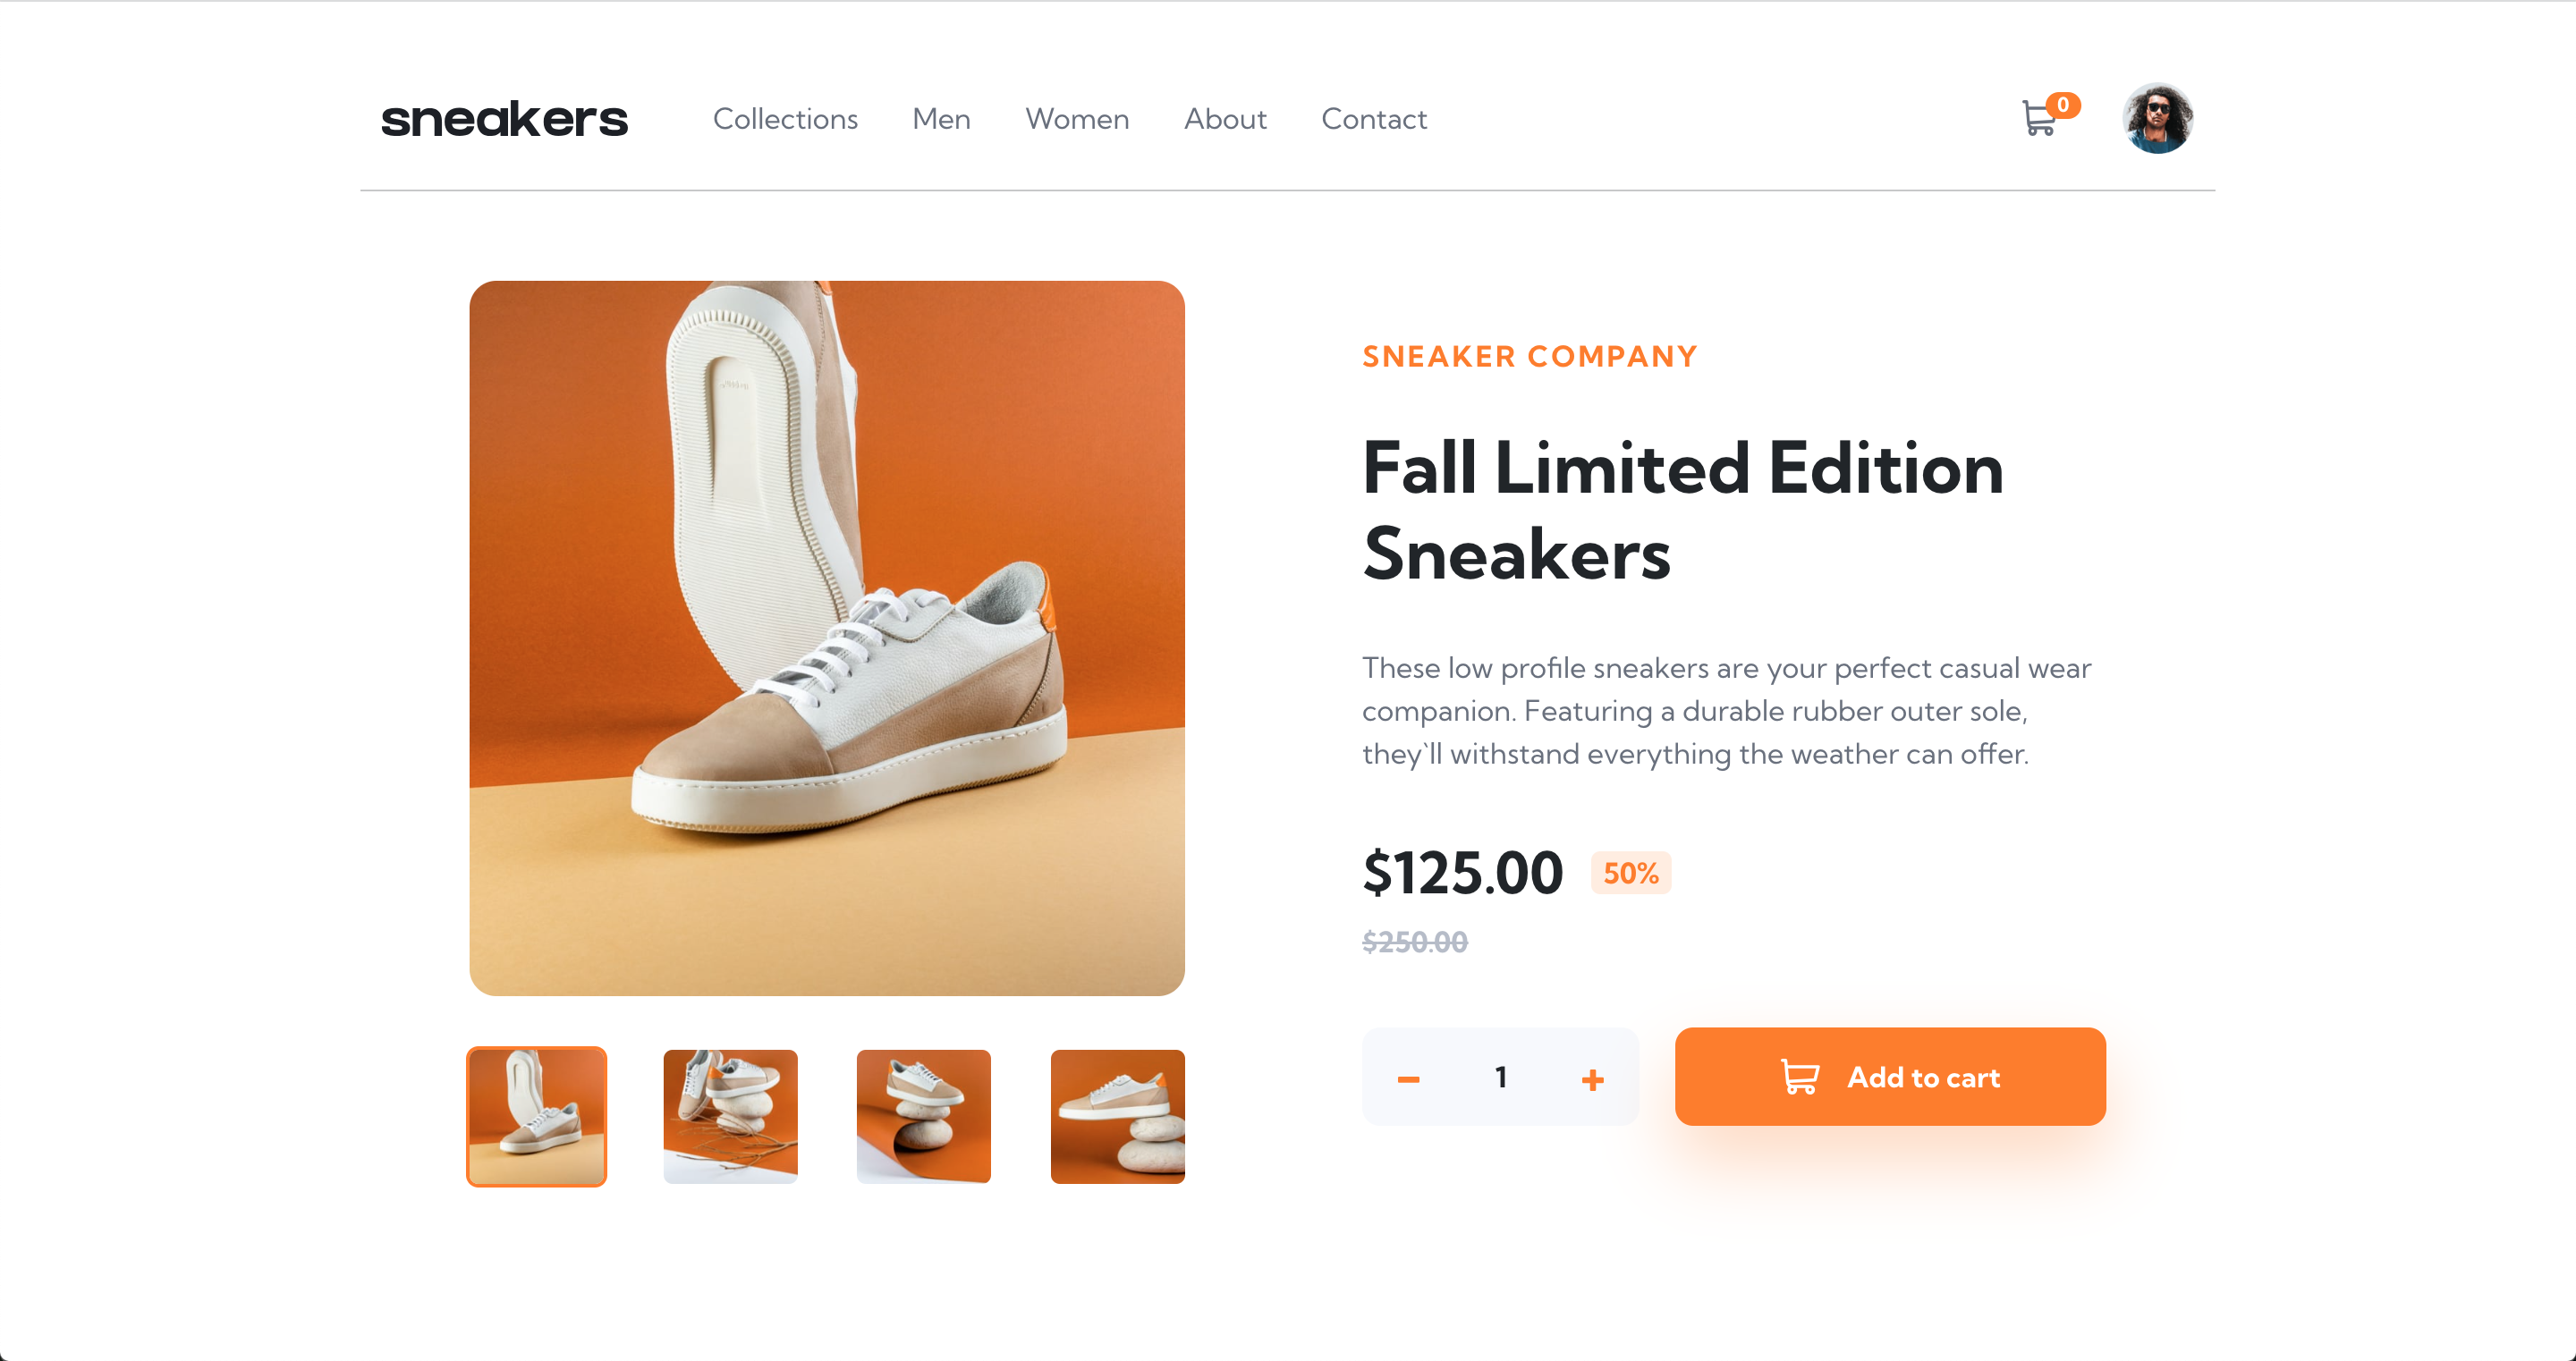 sneakers
Collections Men Women About Contact
0
SNEAKER COMPANY
Fall Limited Edition
Sneakers
These low profile sneakers are your perfect casual wear
companion. Featuring a durable rubber outer sole,
they`ll withstand everything the weather can offer.
$125.00 50%
$250.00
− 1 +
Add to cart